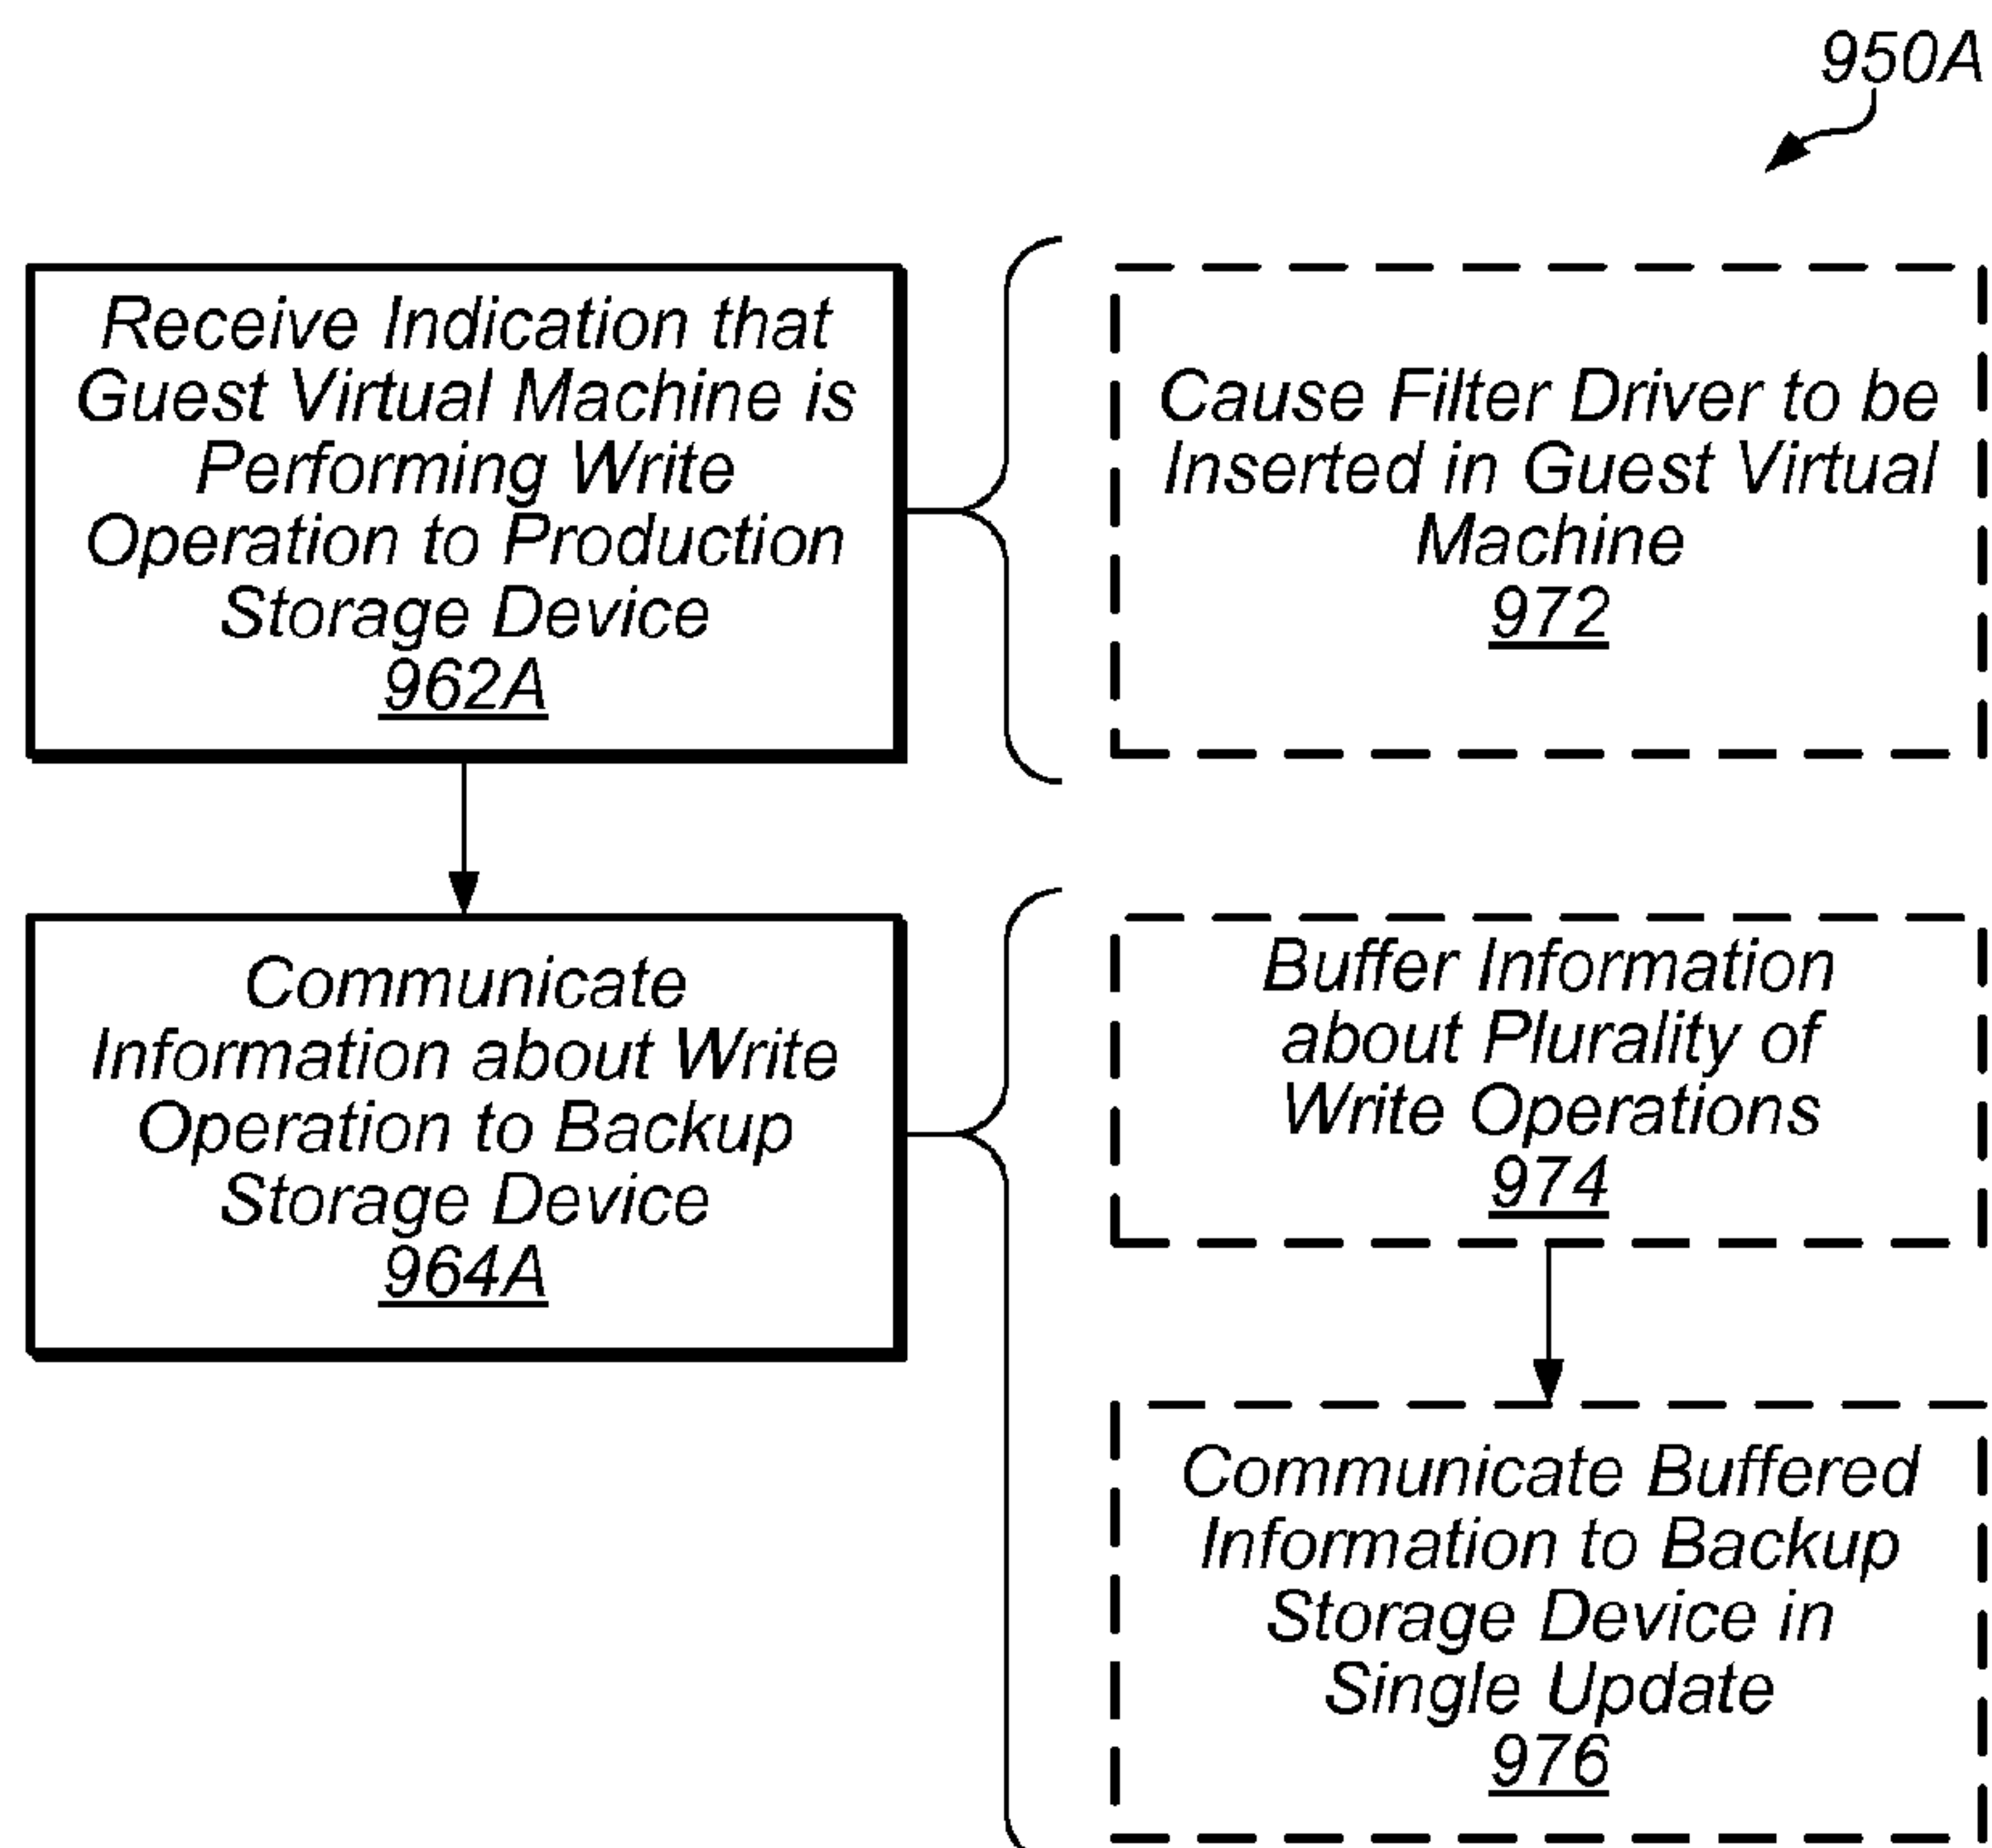 950A
Receive Indication that
Guest Virtual Machine is
Performing Write
Operation to Production
Storage Device
962A
Cause Filter Driver to be
Inserted in Guest Virtual
Machine
972
Communicate
Information about Write
Operation to Backup
Storage Device
964A
Buffer Information
about Plurality of
Write Operations
974
Communicate Buffered
Information to Backup
Storage Device in
Single Update
976